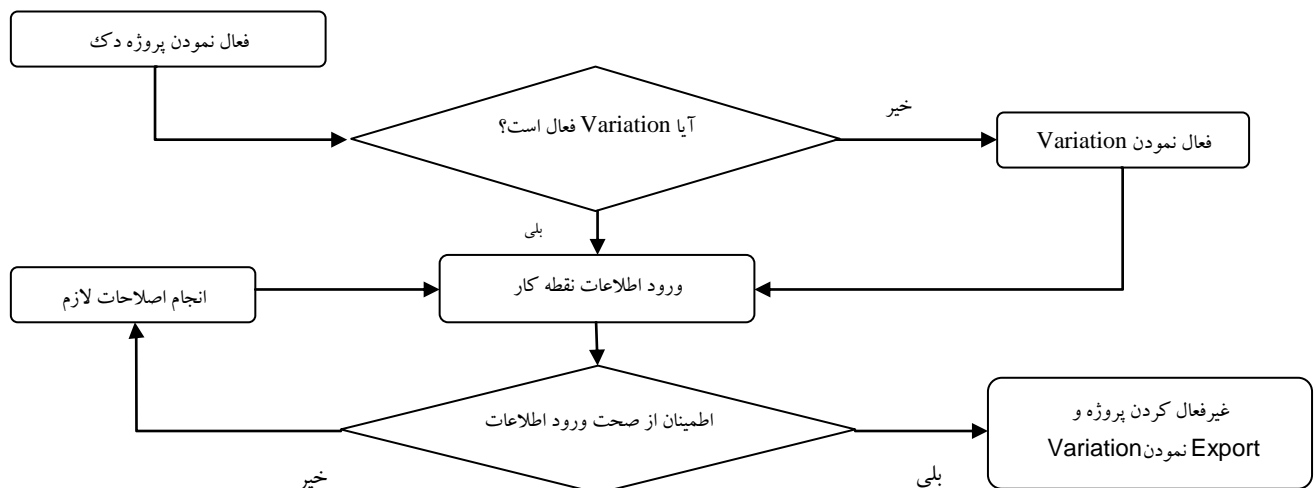 فعال نمودن پروژه دک
آیا Variation فعال است؟
خیر
فعال نمودن Variation
بلی
ورود اطلاعات نقطه کار
انجام اصلاحات لازم
اطمینان از صحت ورود اطلاعات
خیر
بلی
غیرفعال کردن پروژه و
Export نمودن Variation